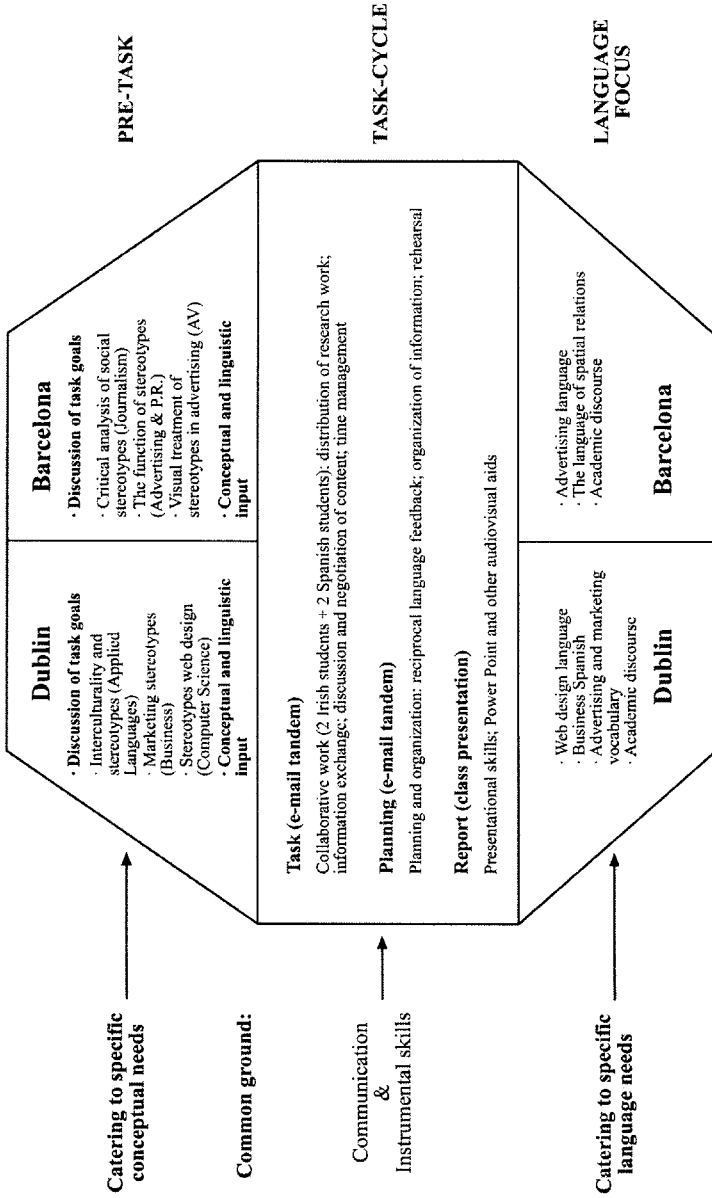 Dublin
· Discussion of task goals
· Interculturality and
stereotypes (Applied
Languages)
· Marketing stereotypes
(Business)
· Stereotypes web design
(Computer Science)
· Conceptual and linguistic
input
Barcelona
· Discussion of task goals
· Critical analysis of social
stereotypes (Journalism)
· The function of stereotypes
(Advertising & P.R.)
· Visual treatment of
stereotypes in advertising (AV)
· Conceptual and linguistic
input
PRE-TASK
Catering to specific
conceptual needs
Common ground:
Communication
&
Instrumental skills
Task (e-mail tandem)
Collaborative work (2 Irish students + 2 Spanish students): distribution of research work;
information exchange; discussion and negotiation of content; time management
Planning (e-mail tandem)
Planning and organization: reciprocal language feedback; organization of information; rehearsal
Report (class presentation)
Presentational skills; Power Point and other audiovisual aids
TASK-CYCLE
Catering to specific
language needs
· Web design language
· Business Spanish
· Advertising and marketing
vocabulary
· Academic discourse
Dublin
· Advertising language
· The language of spatial relations
· Academic discourse
Barcelona
LANGUAGE
FOCUS